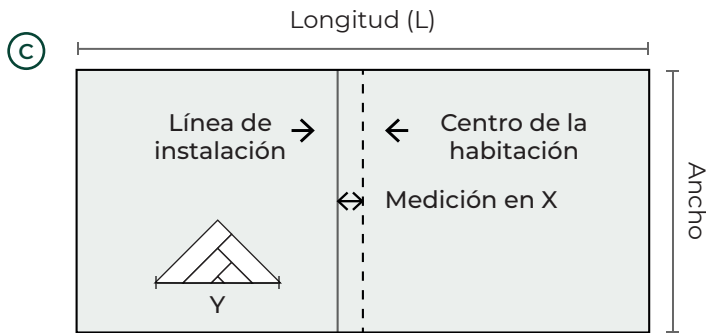 Longitud (L)
C
Línea de
instalación
Centro de la
habitación
Medición en X
Ancho
Y